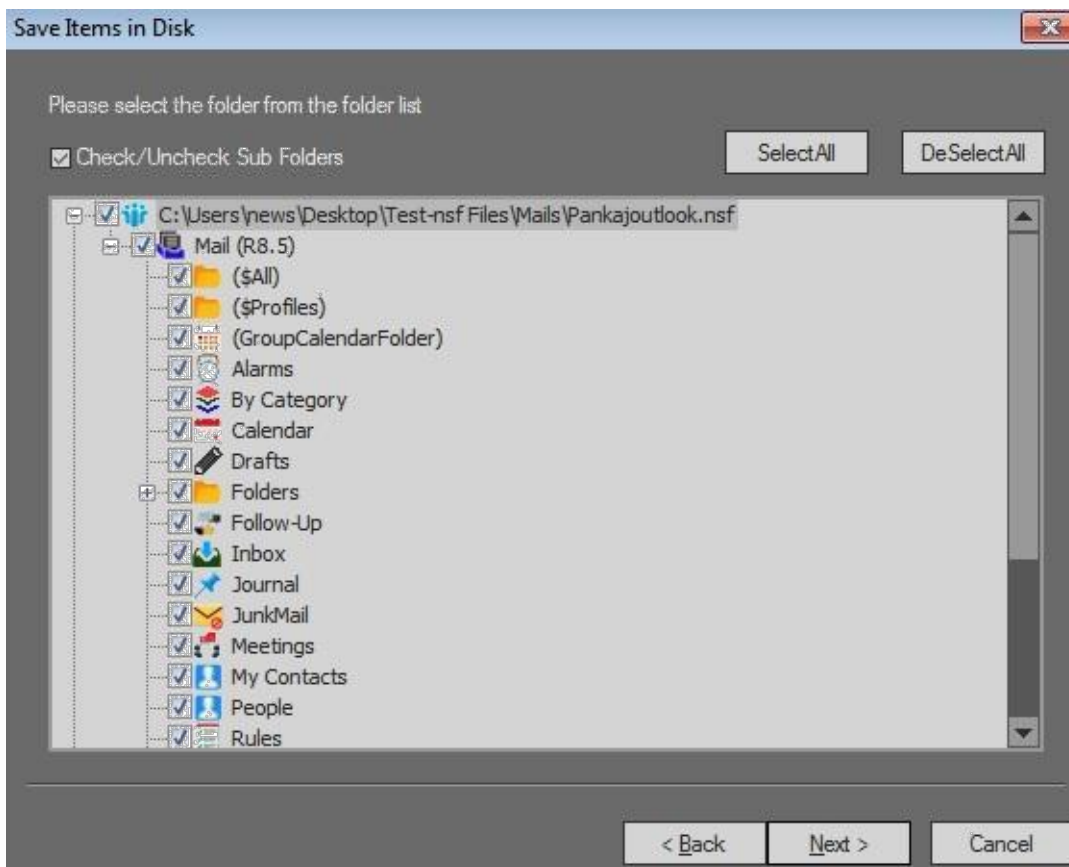 Save Items in Disk
Please select the folder from the folder list
Check/Uncheck Sub Folders
SelectAll
DeSelectAll
C:\Users\news\Desktop\Test-nsf Files\Mails\Pankajoutlook.nsf
Mail (R8.5)
($All)
($Profiles)
(GroupCalendarFolder)
Alarms
By Category
Calendar
Drafts
Folders
Follow-Up
Inbox
Journal
JunkMail
Meetings
My Contacts
People
Rules
< Back
Next >
Cancel